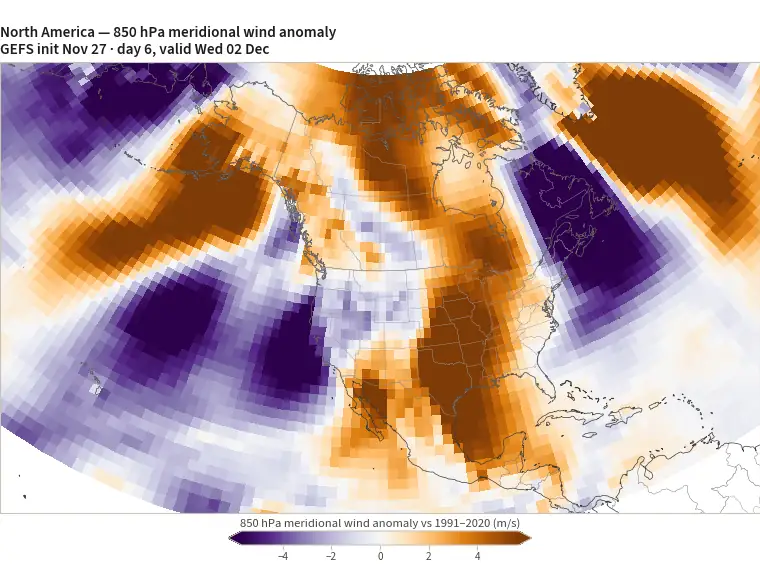 North America — 850 hPa meridional wind anomaly
GEFS init Nov 27 · day 6, valid Wed 02 Dec
850 hPa meridional wind anomaly vs 1991–2020 (m/s)
−4 −2 0 2 4